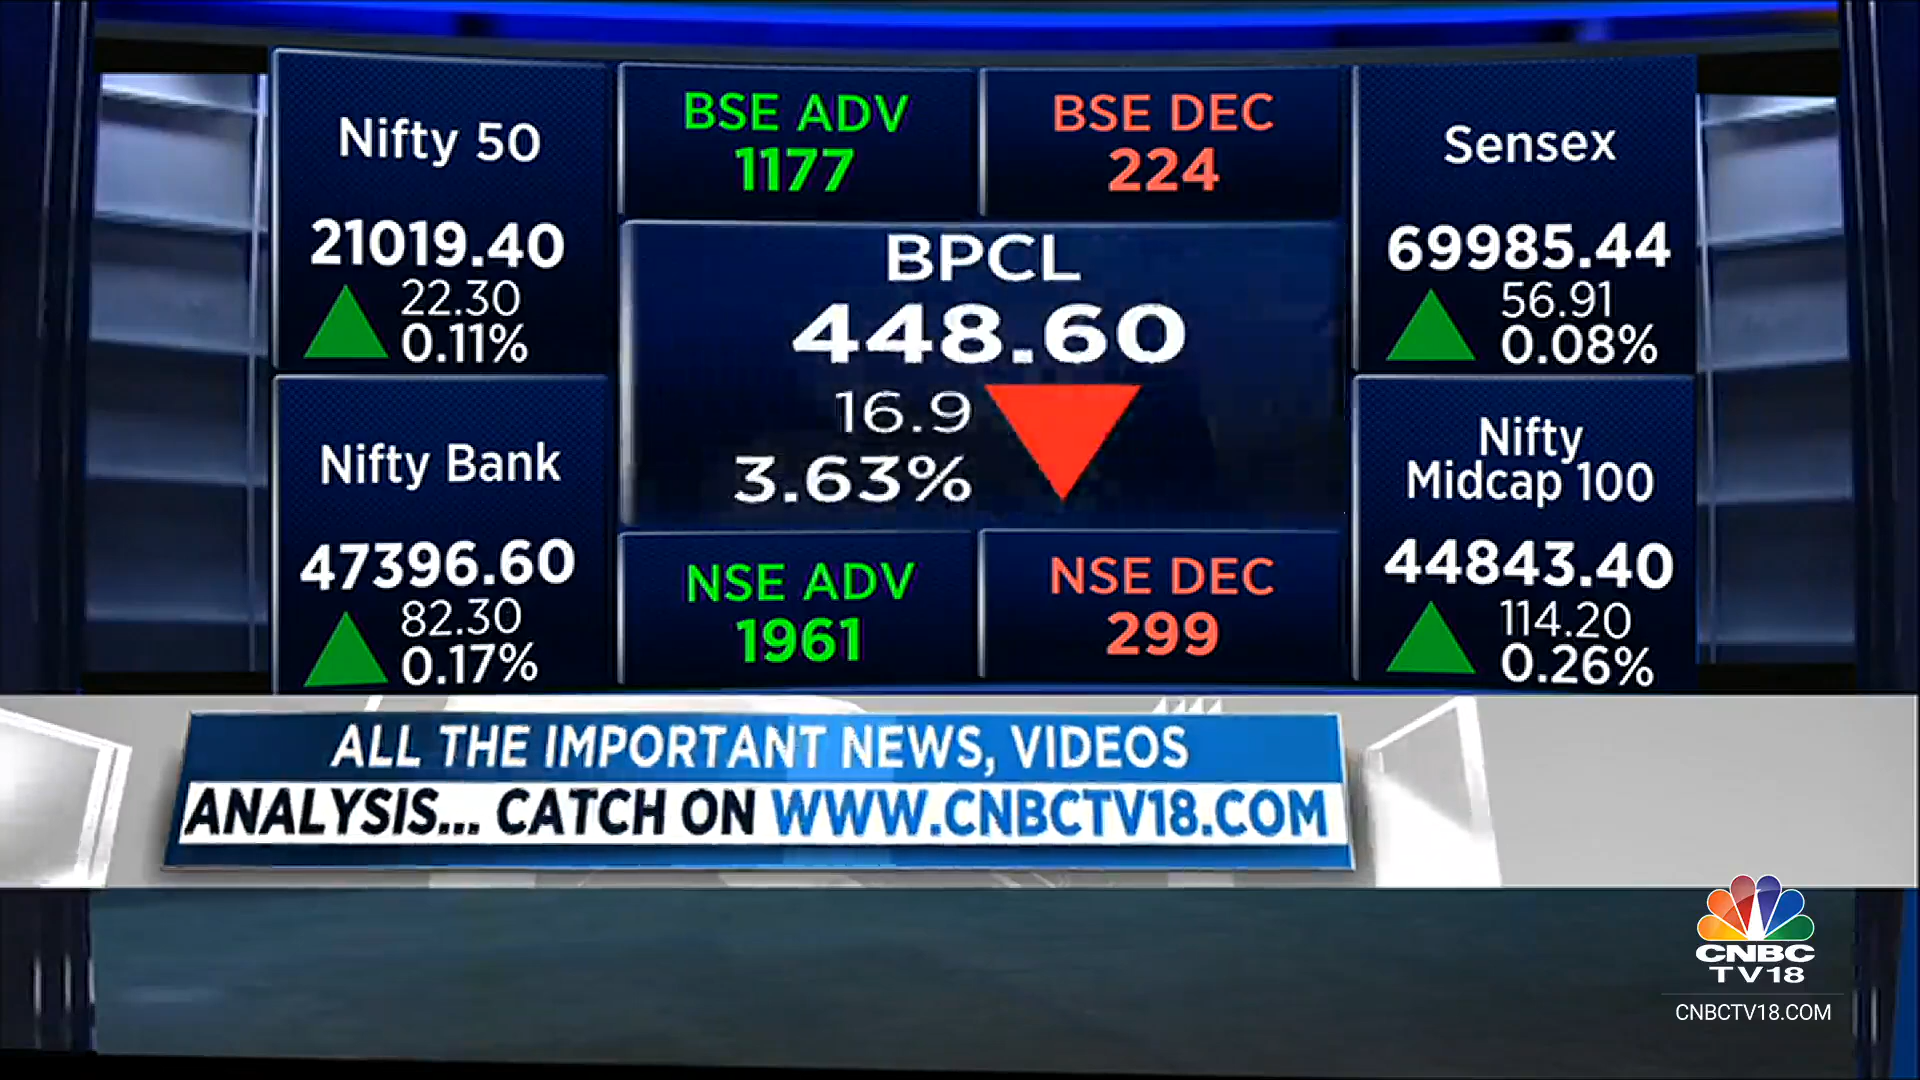 Nifty 50
21019.40
22.30
0.11%
BSE ADV
1177
BSE DEC
224
Sensex
69985.44
56.91
0.08%
BPCL
448.60
16.9
3.63%
Nifty Bank
47396.60
82.30
0.17%
NSE ADV
1961
NSE DEC
299
Nifty
Midcap 100
44843.40
114.20
0.26%
ALL THE IMPORTANT NEWS, VIDEOS
ANALYSIS... CATCH ON WWW.CNBCTV18.COM
CNBC
TV18
CNBCTV18.COM